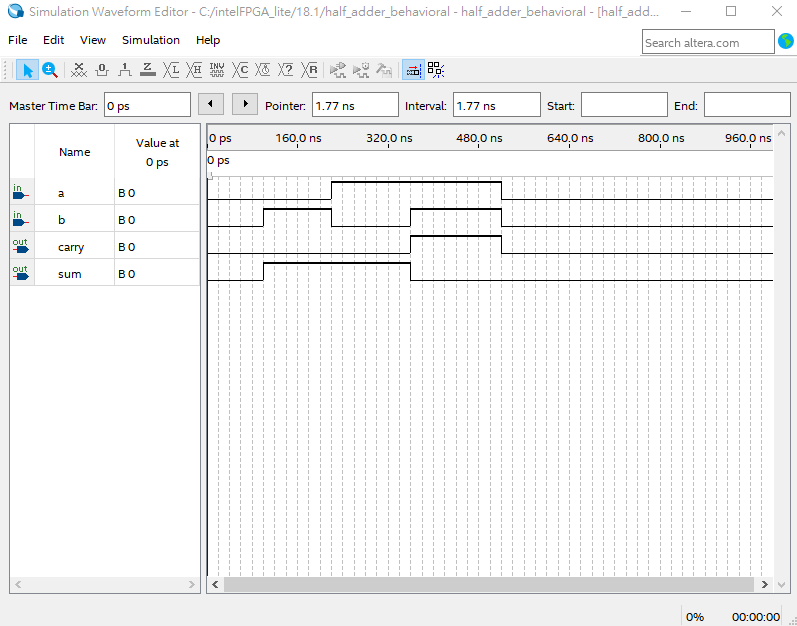 Simulation Waveform Editor - C:/intelFPGA_lite/18.1/half_adder_behavioral - half_adder_behavioral - [half_add...
File Edit View Simulation Help
Search altera.com
Master Time Bar: 0 ps Pointer: 1.77 ns Interval: 1.77 ns Start: End:
Name Value at 0 ps
0 ps 160.0 ns 320.0 ns 480.0 ns 640.0 ns 800.0 ns 960.0 ns
0 ps
in a B 0
in b B 0
out carry B 0
out sum B 0
0% 00:00:00